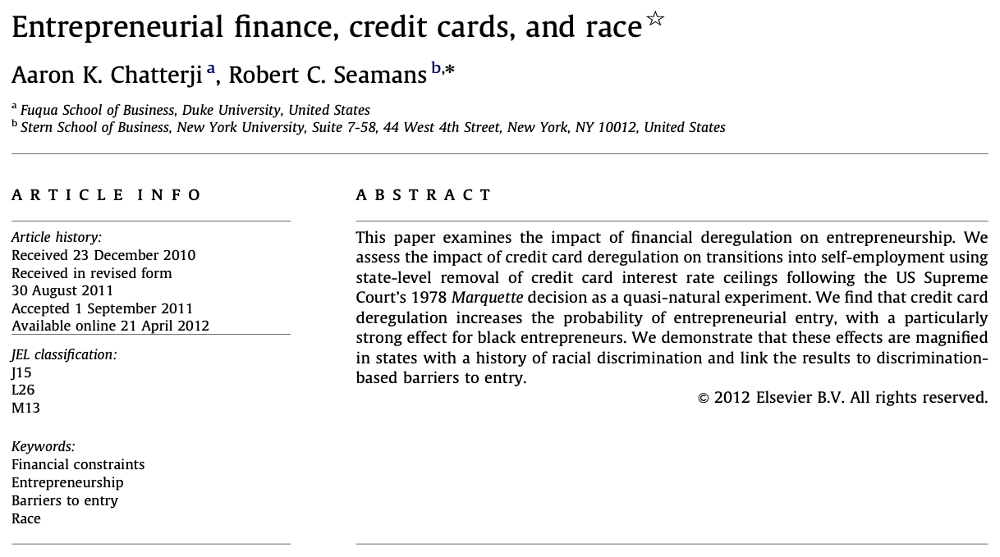 Entrepreneurial finance, credit cards, and race☆
Aaron K. Chatterji a, Robert C. Seamans b,*
a Fuqua School of Business, Duke University, United States
b Stern School of Business, New York University, Suite 7-58, 44 West 4th Street, New York, NY 10012, United States
ARTICLE INFO
Article history:
Received 23 December 2010
Received in revised form
30 August 2011
Accepted 1 September 2011
Available online 21 April 2012
JEL classification:
J15
L26
M13
Keywords:
Financial constraints
Entrepreneurship
Barriers to entry
Race
ABSTRACT
This paper examines the impact of financial deregulation on entrepreneurship. We
assess the impact of credit card deregulation on transitions into self-employment using
state-level removal of credit card interest rate ceilings following the US Supreme
Court's 1978 Marquette decision as a quasi-natural experiment. We find that credit card
deregulation increases the probability of entrepreneurial entry, with a particularly
strong effect for black entrepreneurs. We demonstrate that these effects are magnified
in states with a history of racial discrimination and link the results to discrimination-
based barriers to entry.
© 2012 Elsevier B.V. All rights reserved.